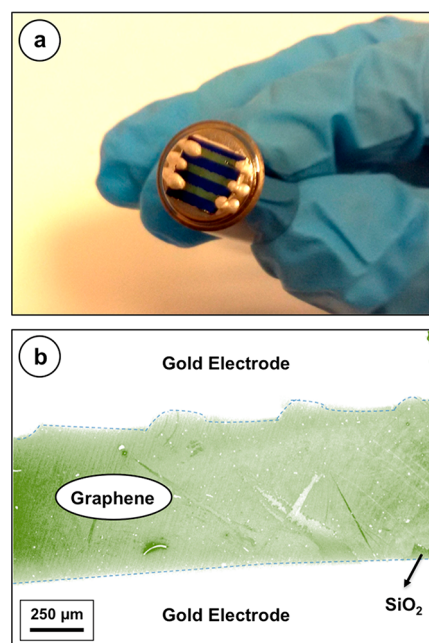 a
b
Gold Electrode
Graphene
SiO₂
250 µm
Gold Electrode